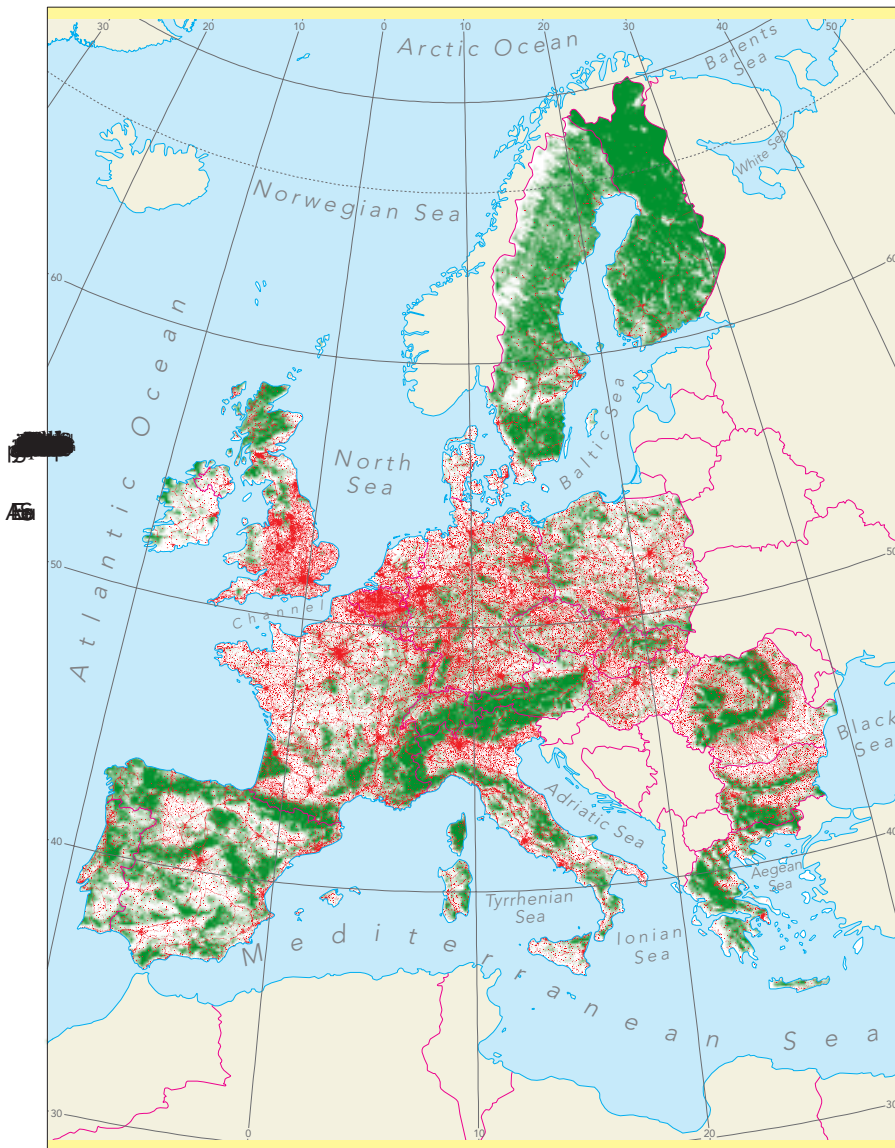 30 20 10 0 10 20 30 40 50
Arctic Ocean
Barents
Sea
White Sea
Norwegian Sea
60
60
Atlantic Ocean
North
Sea
Baltic Sea
50
50
Channel
Black
Sea
Adriatic Sea
40
40
Aegean
Sea
Tyrrhenian
Sea
Ionian
Sea
Mediterranean Sea
30
0
10
20
30